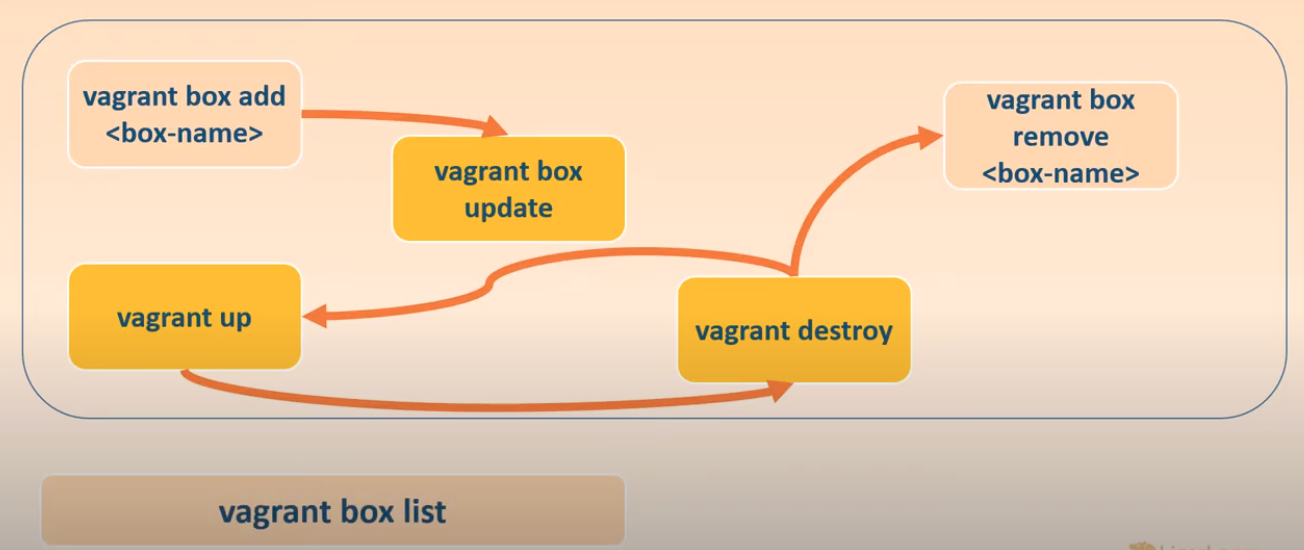 vagrant box add
<box-name>
vagrant box
update
vagrant box
remove
<box-name>
vagrant up
vagrant destroy
vagrant box list